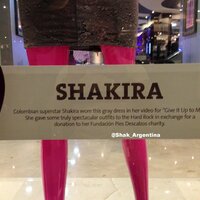 SHAKIRA
Colombian superstar Shakira wore this gray dress in her video for "Give It Up to M
She gave some truly spectacular outfits to the Hard Rock in exchange for a
donation to her Fundación Pies Descalzos charity.
@Shak_Argentina